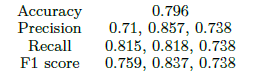 Accuracy 0.796
Precision 0.71, 0.857, 0.738
Recall 0.815, 0.818, 0.738
F1 score 0.759, 0.837, 0.738